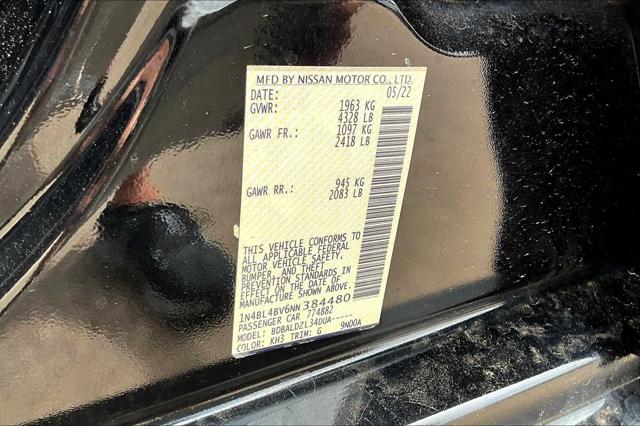 MFD BY NISSAN MOTOR CO., LTD.
DATE: 05/22
GVWR: 1963 KG
4328 LB
GAWR FR.: 1097 KG
2418 LB
GAWR RR.: 945 KG
2083 LB
THIS VEHICLE CONFORMS TO
ALL APPLICABLE FEDERAL
MOTOR VEHICLE SAFETY,
BUMPER, AND THEFT
PREVENTION STANDARDS IN
EFFECT ON THE DATE OF
MANUFACTURE SHOWN ABOVE.
1N4BL4BV6NN384480
PASSENGER CAR 774882
MODEL: BDBALDZL34DUA-----
COLOR: KH3 TRIM: G 9N00A